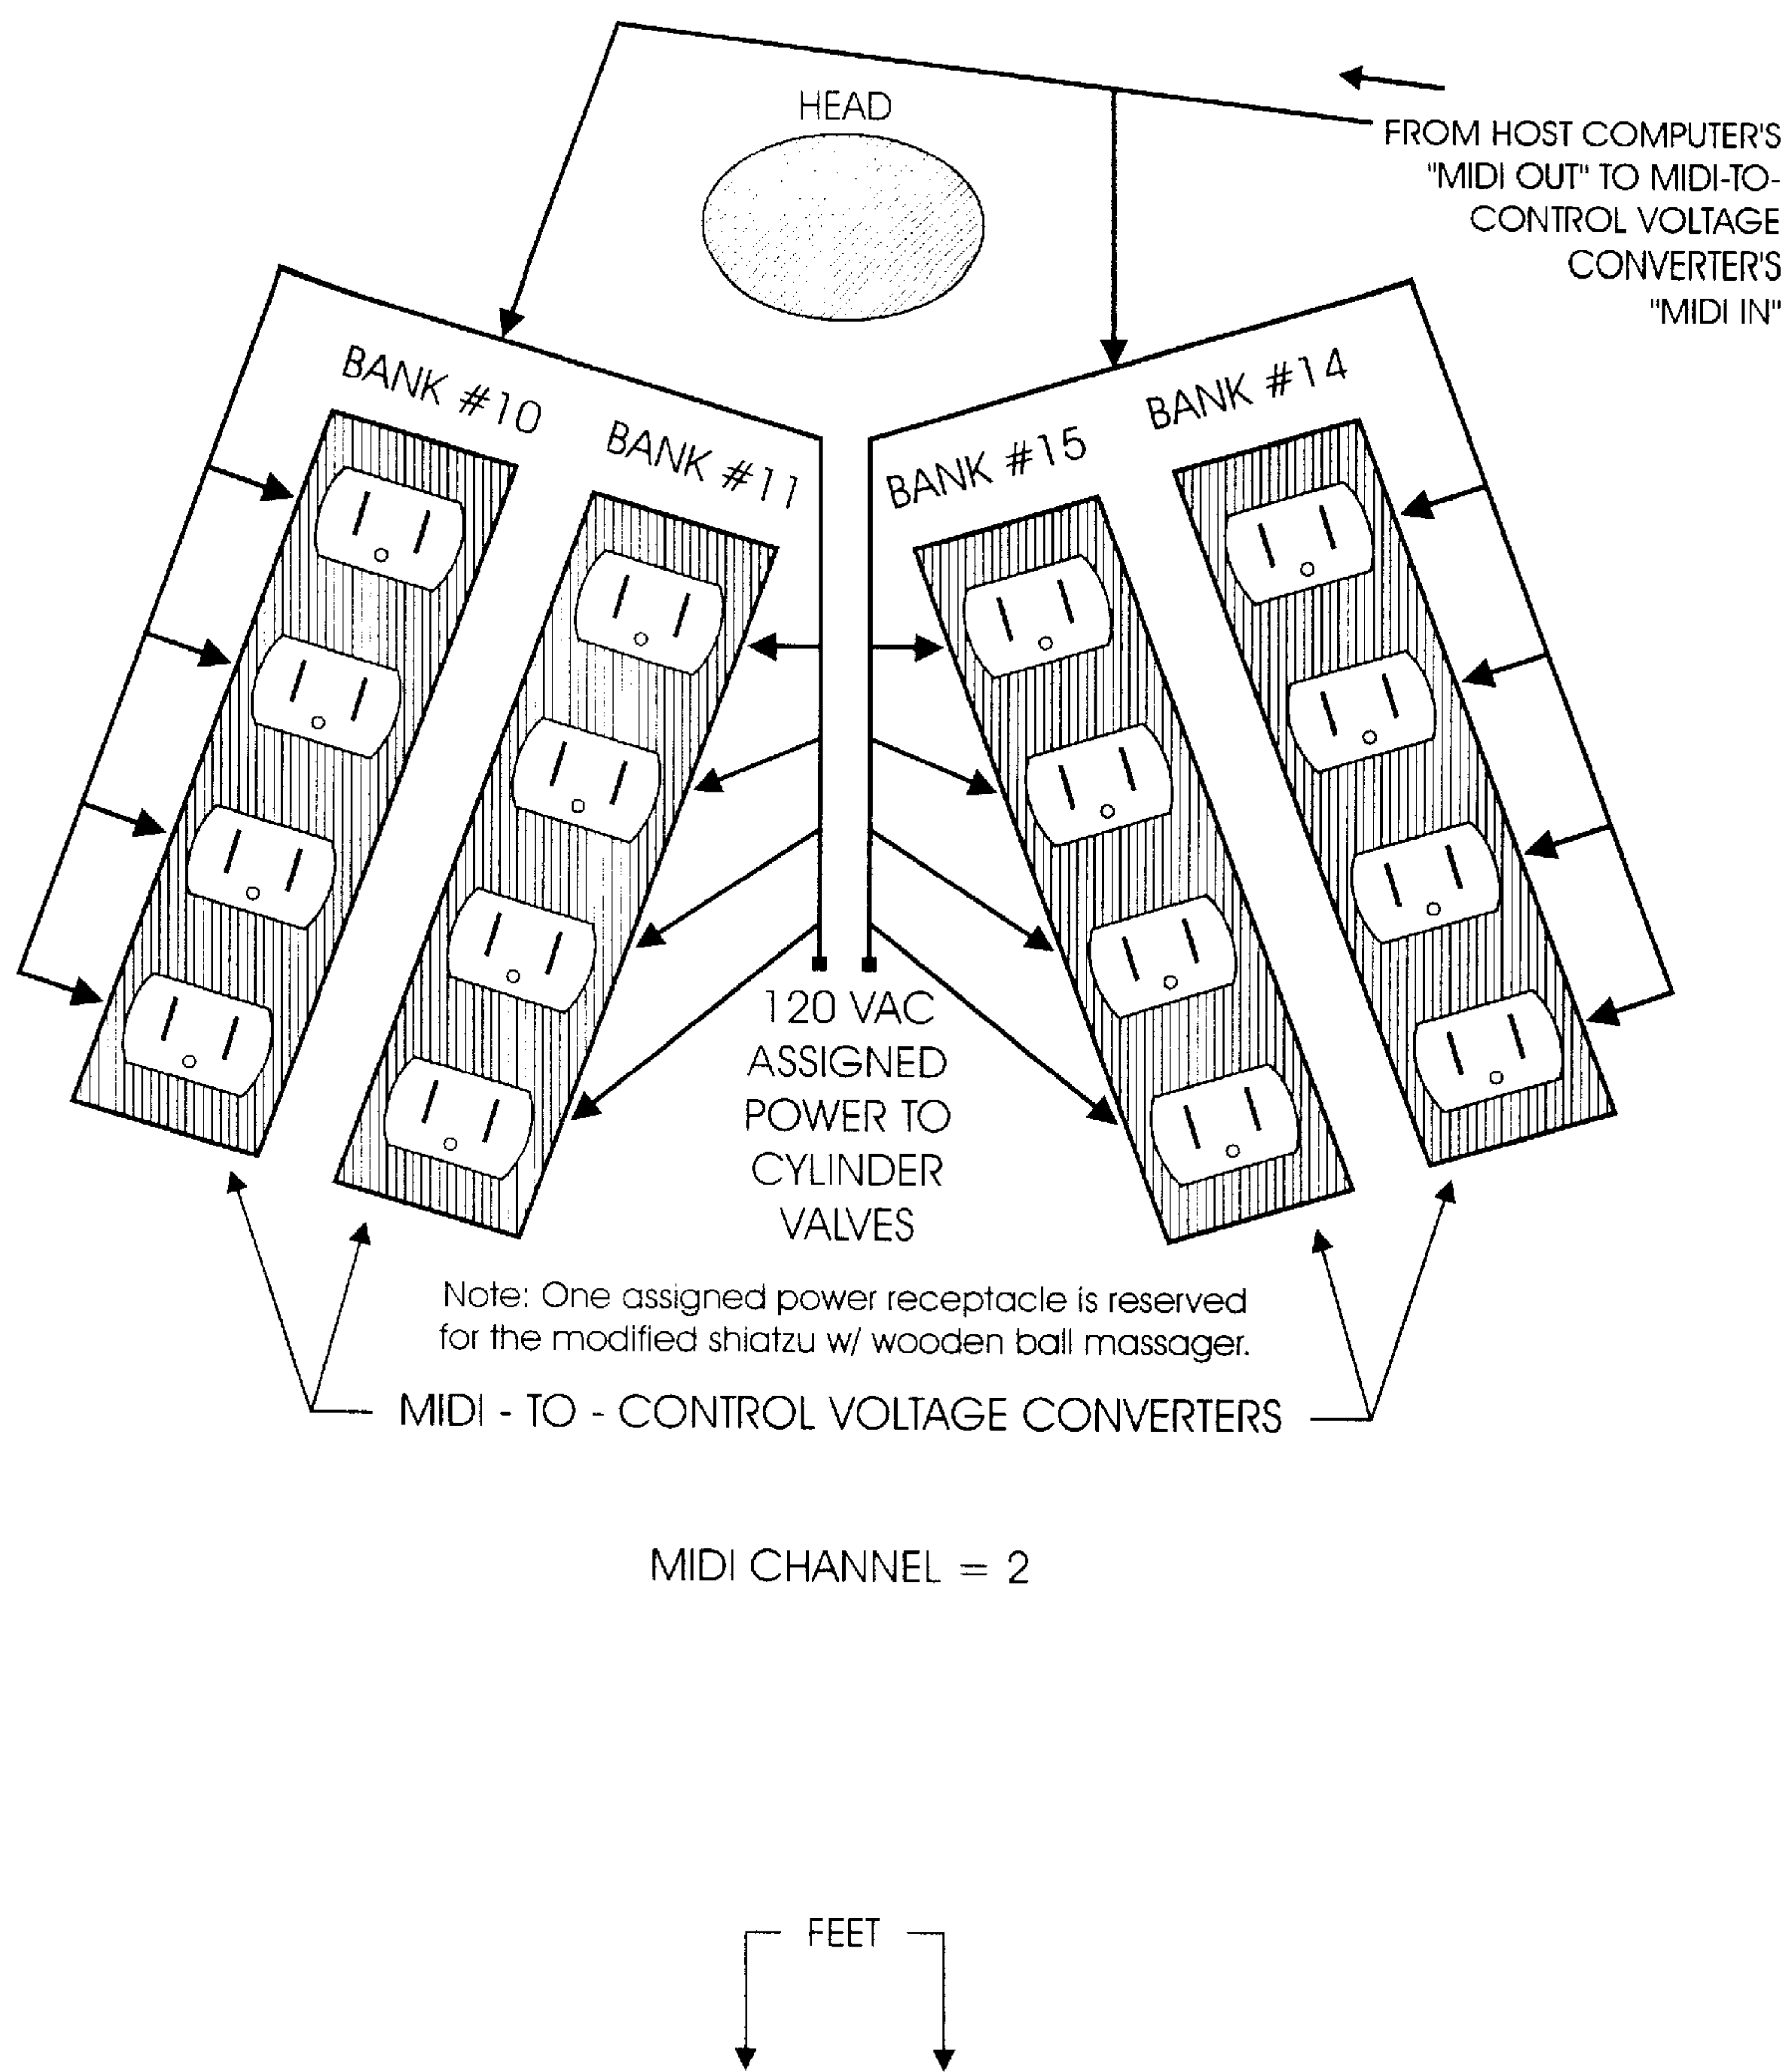 HEAD
FROM HOST COMPUTER'S
"MIDI OUT" TO MIDI-TO-
CONTROL VOLTAGE
CONVERTER'S
"MIDI IN"
BANK #10
BANK #11
BANK #15
BANK #14
120 VAC
ASSIGNED
POWER TO
CYLINDER
VALVES
Note: One assigned power receptacle is reserved
for the modified shiatzu w/ wooden ball massager.
MIDI - TO - CONTROL VOLTAGE CONVERTERS
MIDI CHANNEL = 2
FEET